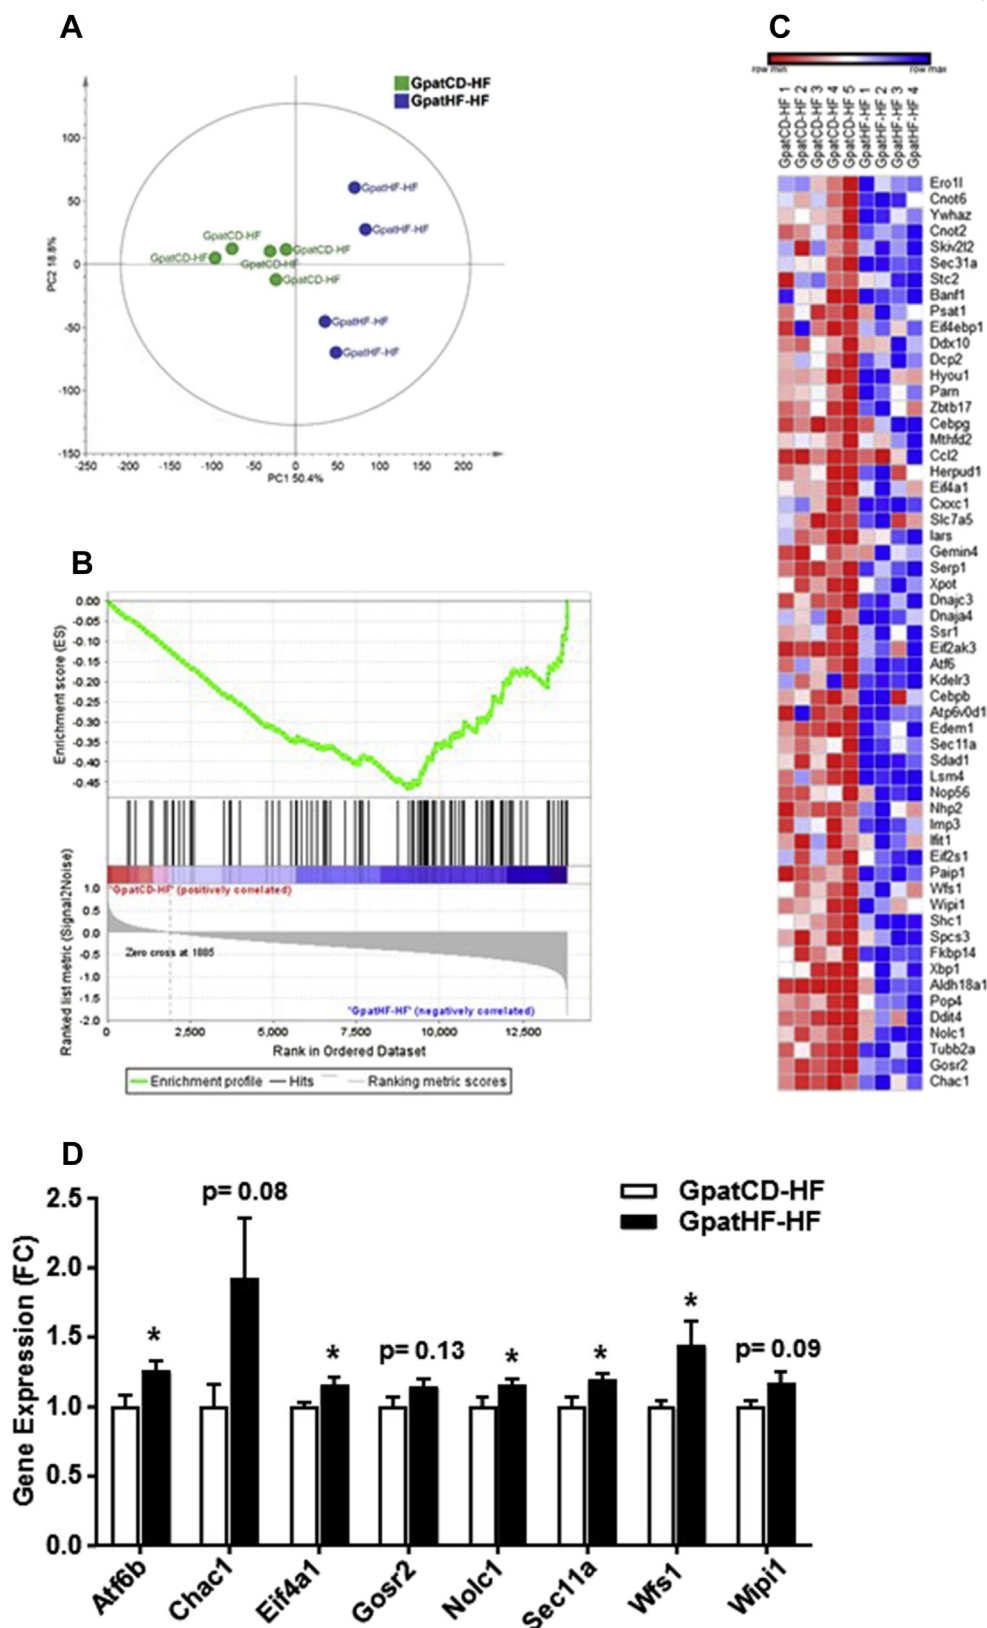 A
GpatCD-HF
GpatHF-HF
100
50
0
-50
-100
-150
PC2 18.8%
GpatHF-HF
GpatHF-HF
GpatCD-HF
GpatCD-HF
GpatCD-HF
GpatCD-HF
GpatCD-HF
GpatHF-HF
GpatHF-HF
-250 -200 -150 -100 -50 0 50 100 150 200
PC1 50.4%
B
0.00
-0.05
-0.10
-0.15
-0.20
-0.25
-0.30
-0.35
-0.40
-0.45
Enrichment score (ES)
'GpatCD-HF' (positively correlated)
1.0
0.5
0.0
-0.5
-1.0
-1.5
-2.0
Ranked list metric (Signal2Noise)
Zero cross at 1885
'GpatHF-HF' (negatively correlated)
0 2,500 5,000 7,500 10,000 12,500
Rank in Ordered Dataset
Enrichment profile Hits Ranking metric scores
C
row min row max
GpatCD-HF 1
GpatCD-HF 2
GpatCD-HF 3
GpatCD-HF 4
GpatCD-HF 5
GpatHF-HF 1
GpatHF-HF 2
GpatHF-HF 3
GpatHF-HF 4
Ero1l
Cnot6
Ywhaz
Cnot2
Skiv2l2
Sec31a
Stc2
Banf1
Psat1
Eif4ebp1
Ddx10
Dcp2
Hyou1
Parn
Zbtb17
Cebpg
Mthfd2
Ccl2
Herpud1
Eif4a1
Cxxc1
Slc7a5
Iars
Gemin4
Serp1
Xpot
Dnajc3
Dnaja4
Ssr1
Eif2ak3
Atf6
Kdelr3
Cebpb
Atp6v0d1
Edem1
Sec11a
Sdad1
Lsm4
Nop56
Nhp2
Imp3
Ifit1
Eif2s1
Paip1
Wfs1
Wipi1
Shc1
Spcs3
Fkbp14
Xbp1
Aldh18a1
Pop4
Ddit4
Nolc1
Tubb2a
Gosr2
Chac1
D
GpatCD-HF
GpatHF-HF
2.5
2.0
1.5
1.0
0.5
0.0
Gene Expression (FC)
*
p= 0.08
*
p= 0.13
*
*
*
p= 0.09
Atf6b
Chac1
Eif4a1
Gosr2
Nolc1
Sec11a
Wfs1
Wipi1